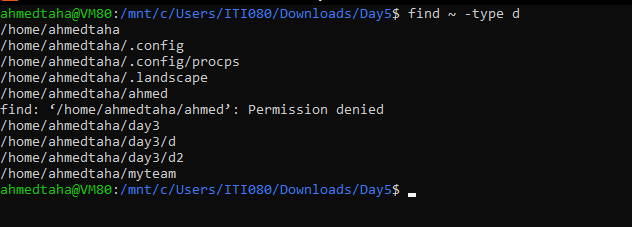 ahmedtaha@VM80:/mnt/c/Users/ITI080/Downloads/Day5$ find ~ -type d
/home/ahmedtaha
/home/ahmedtaha/.config
/home/ahmedtaha/.config/procps
/home/ahmedtaha/.landscape
/home/ahmedtaha/ahmed
find: ‘/home/ahmedtaha/ahmed’: Permission denied
/home/ahmedtaha/day3
/home/ahmedtaha/day3/d
/home/ahmedtaha/day3/d2
/home/ahmedtaha/myteam
ahmedtaha@VM80:/mnt/c/Users/ITI080/Downloads/Day5$